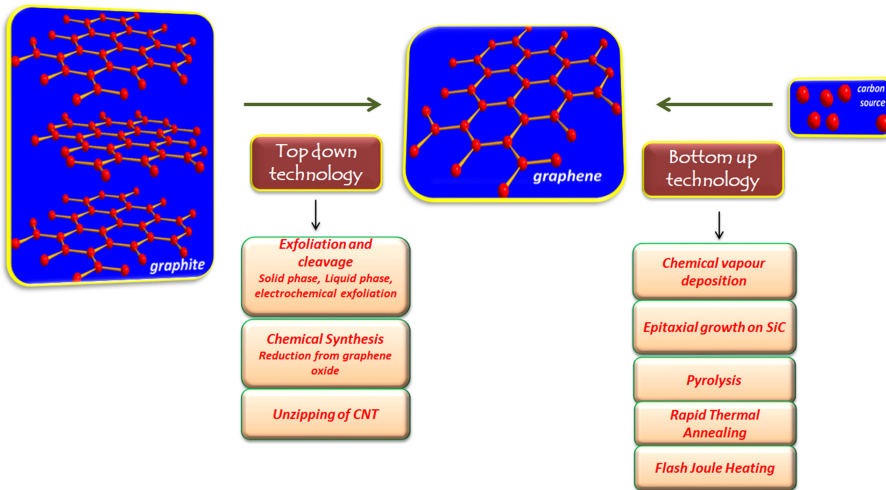 graphite
Top down
technology
graphene
Bottom up
technology
carbon
source
Exfoliation and
cleavage
Solid phase, Liquid phase,
electrochemical exfoliation
Chemical Synthesis
Reduction from graphene
oxide
Unzipping of CNT
Chemical vapour
deposition
Epitaxial growth on SiC
Pyrolysis
Rapid Thermal
Annealing
Flash Joule Heating